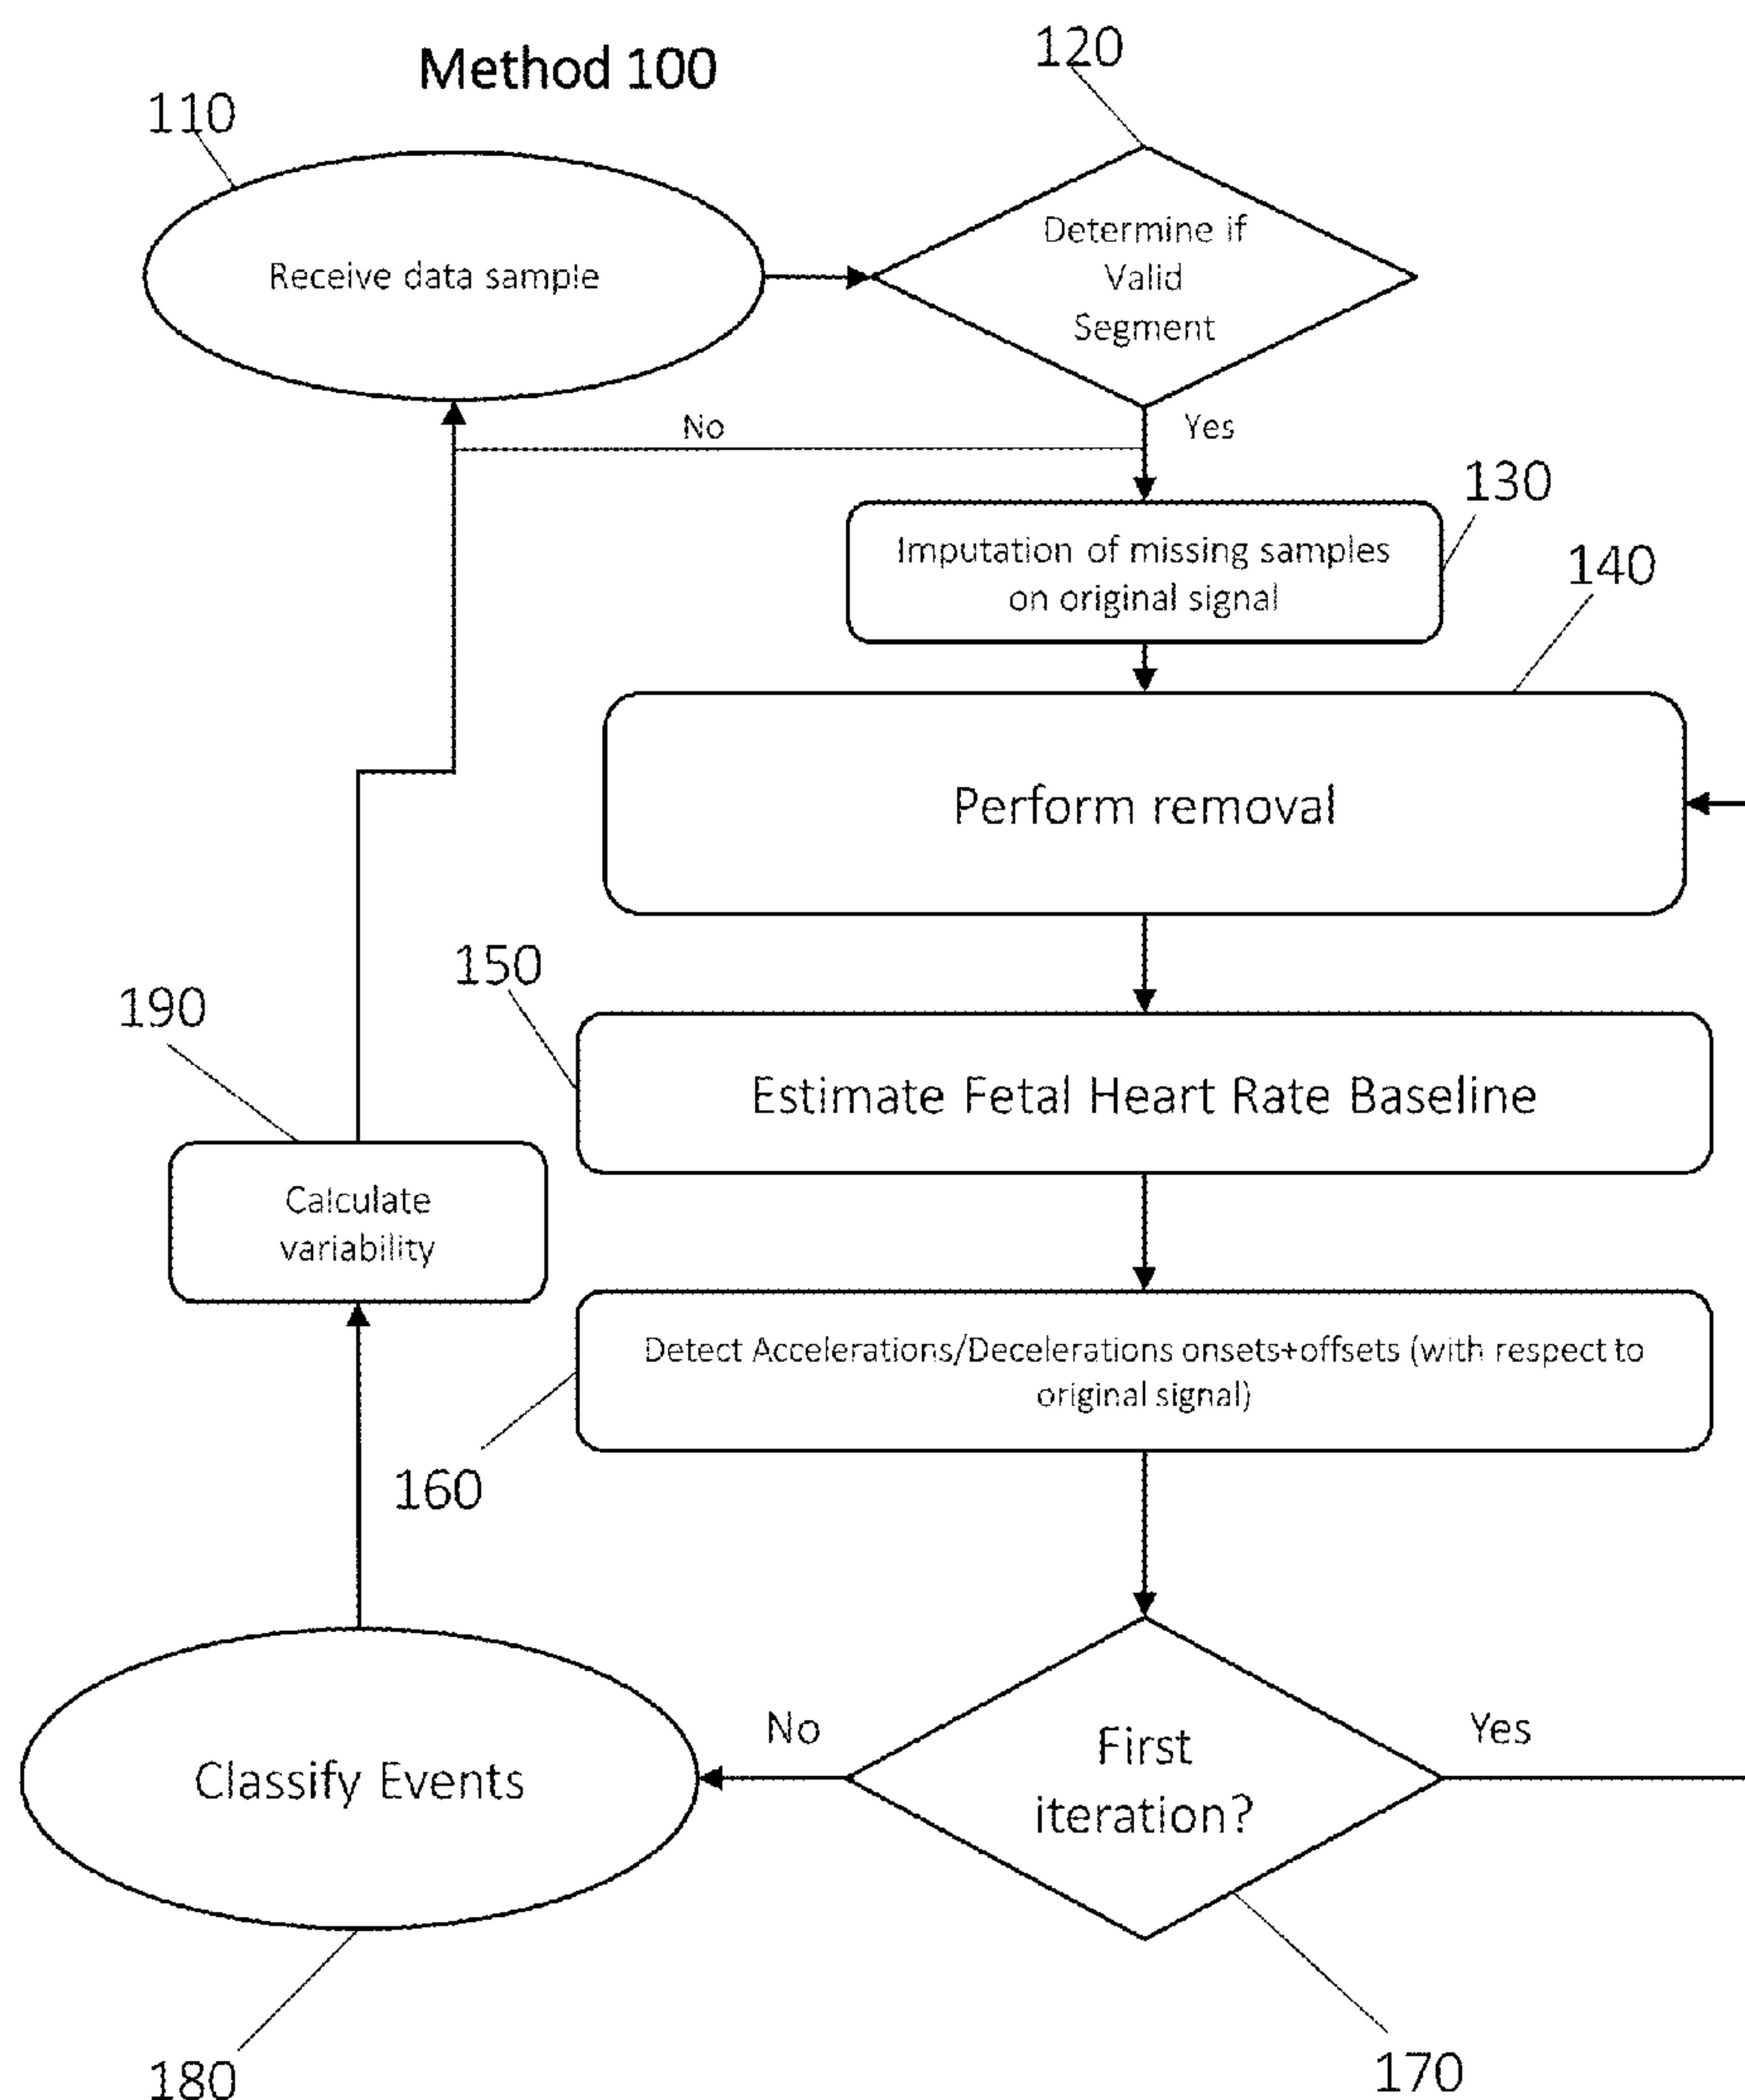 Method 100
120
110
Determine if
Valid
Segment
Receive data sample
No
Yes
130
Imputation of missing samples
on original signal
140
Perform removal
150
190
Estimate Fetal Heart Rate Baseline
Calculate
variability
Detect Accelerations/Decelerations onsets+offsets (with respect to
original signal)
160
No
Yes
First
iteration?
Classify Events
180
170